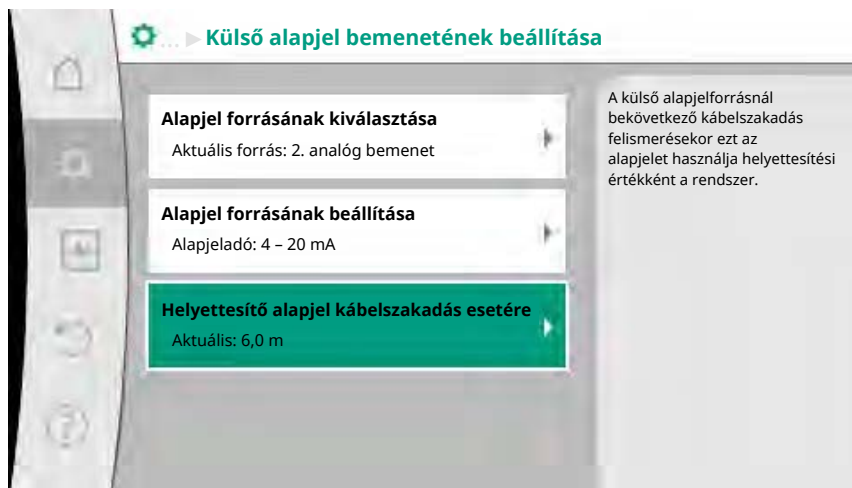 ... ▶ Külső alapjel bemenetének beállítása
Alapjel forrásának kiválasztása
Aktuális forrás: 2. analóg bemenet
Alapjel forrásának beállítása
Alapjeladó: 4 – 20 mA
Helyettesítő alapjel kábelszakadás esetére
Aktuális: 6,0 m
A külső alapjelforrásnál
bekövetkező kábelszakadás
felismerésekor ezt az
alapjelet használja helyettesítési
értékként a rendszer.